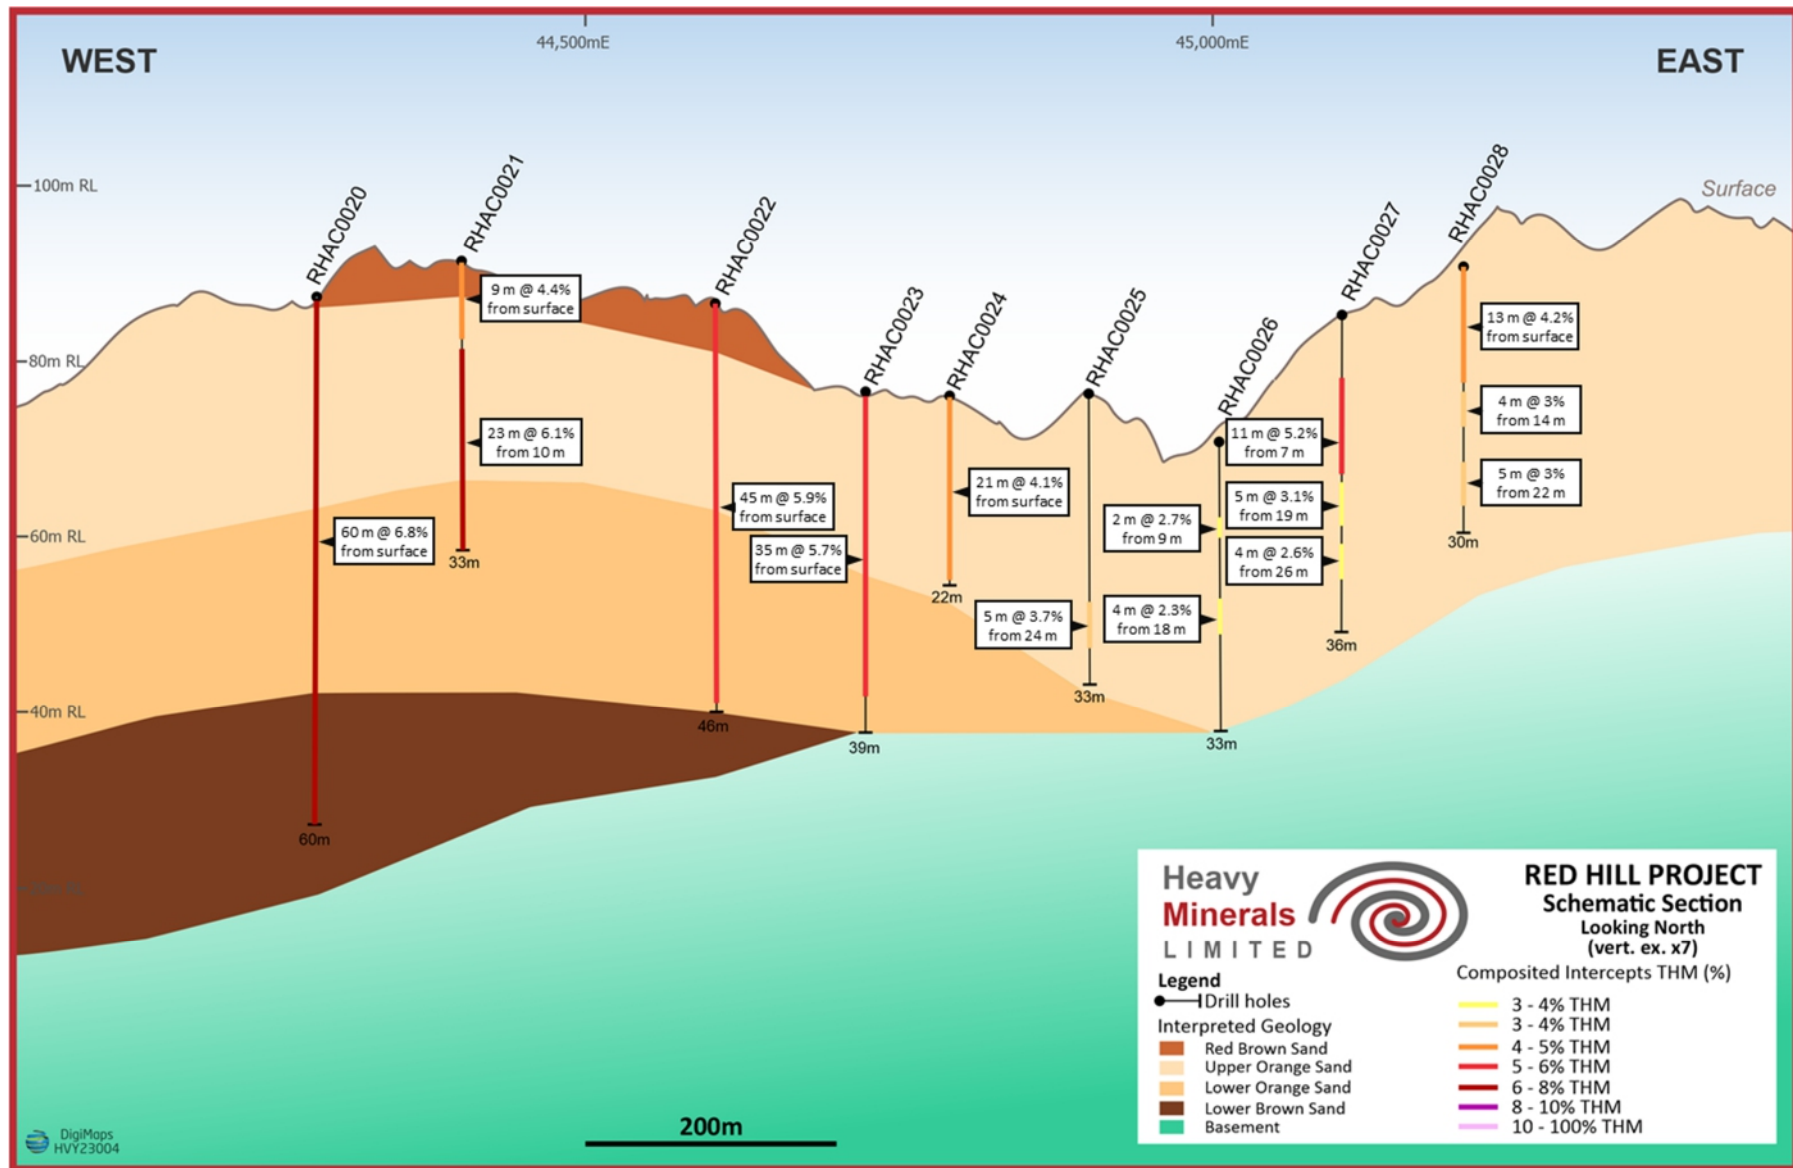 WEST
44,500mE
45,000mE
EAST
100m RL
80m RL
60m RL
40m RL
Surface
RHAC0020
RHAC0021
RHAC0022
RHAC0023
RHAC0024
RHAC0025
RHAC0026
RHAC0027
RHAC0028
60 m @ 6.8%
from surface
60m
9 m @ 4.4%
from surface
23 m @ 6.1%
from 10 m
33m
45 m @ 5.9%
from surface
46m
35 m @ 5.7%
from surface
39m
21 m @ 4.1%
from surface
22m
5 m @ 3.7%
from 24 m
33m
2 m @ 2.7%
from 9 m
4 m @ 2.3%
from 18 m
33m
11 m @ 5.2%
from 7 m
5 m @ 3.1%
from 19 m
4 m @ 2.6%
from 26 m
36m
13 m @ 4.2%
from surface
4 m @ 3%
from 14 m
5 m @ 3%
from 22 m
30m
Heavy
Minerals
LIMITED
RED HILL PROJECT
Schematic Section
Looking North
(vert. ex. x7)
Legend
Drill holes
Interpreted Geology
Red Brown Sand
Upper Orange Sand
Lower Orange Sand
Lower Brown Sand
Basement
Composited Intercepts THM (%)
3 - 4% THM
3 - 4% THM
4 - 5% THM
5 - 6% THM
6 - 8% THM
8 - 10% THM
10 - 100% THM
200m
DigiMaps
HVY23004